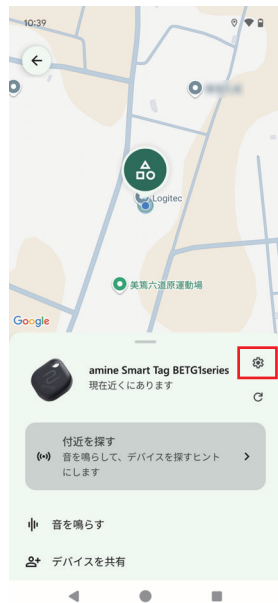 10:39
Logitec
美篶六道原運動場
Google
amine Smart Tag BETG1series
現在近くにあります
付近を探す
音を鳴らして、デバイスを探すヒント
にします
音を鳴らす
デバイスを共有